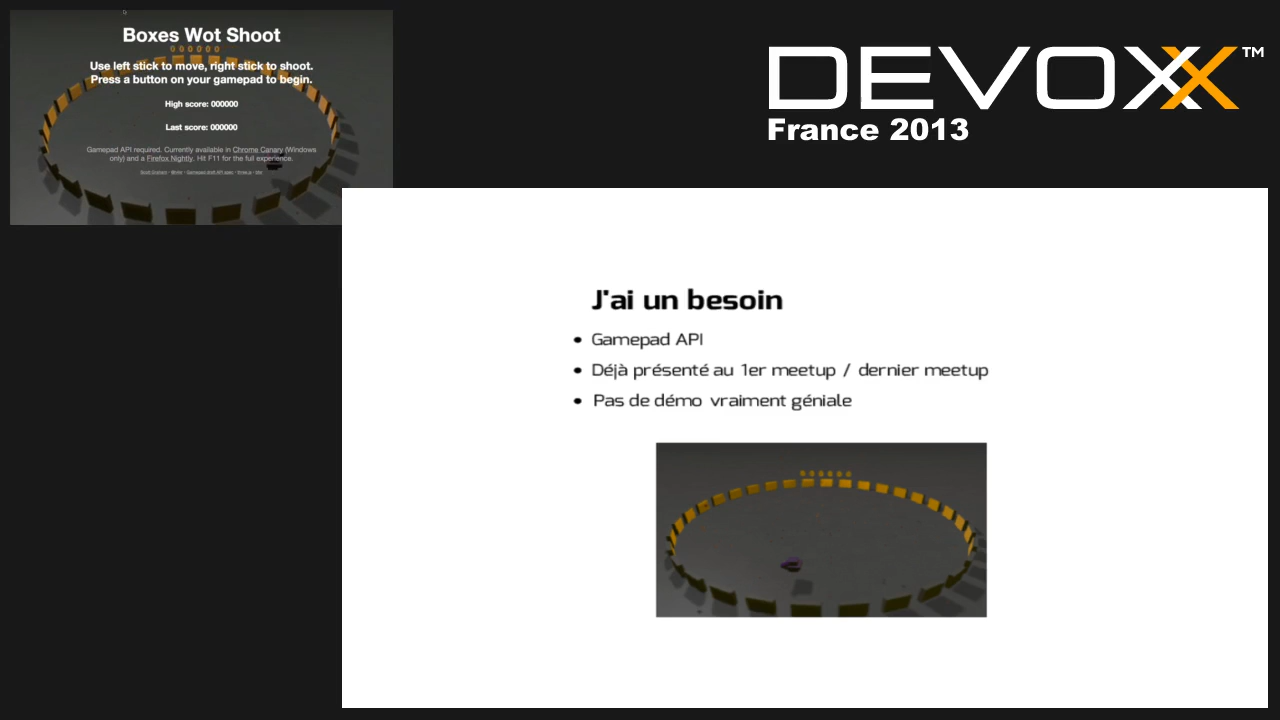 Boxes Wot Shoot
Use left stick to move, right stick to shoot.
Press a button on your gamepad to begin.
High score: 000000
Last score: 000000
Gamepad API required. Currently available in Chrome Canary (Windows
only) and a Firefox Nightly. Hit F11 for the full experience.
DEVOXX™
France 2013
J'ai un besoin
• Gamepad API
• Déjà présenté au 1er meetup / dernier meetup
• Pas de démo vraiment géniale